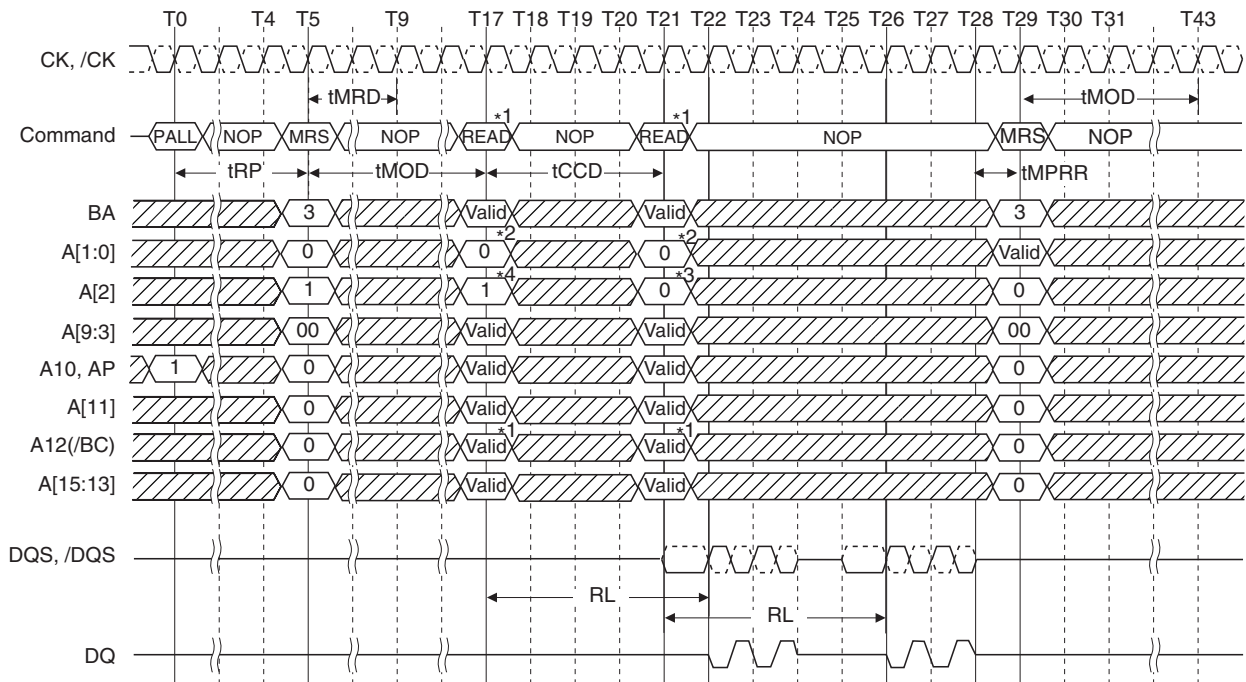 T0 T4 T5 T9 T17 T18 T19 T20 T21 T22 T23 T24 T25 T26 T27 T28 T29 T30 T31 T43
CK, /CK
tMRD tMOD
*1 *1
Command PALL NOP MRS NOP READ NOP READ NOP MRS NOP
tRP tMOD tCCD tMPRR
BA 3 Valid Valid 3
*2 *2
A[1:0] 0 0 0 Valid
*4 *3
A[2] 1 1 0 0
A[9:3] 00 Valid Valid 00
A10, AP 1 0 Valid Valid 0
A[11] 0 Valid Valid 0
*1 *1
A12(/BC) 0 Valid Valid 0
A[15:13] 0 Valid Valid 0
DQS, /DQS
RL
RL
DQ